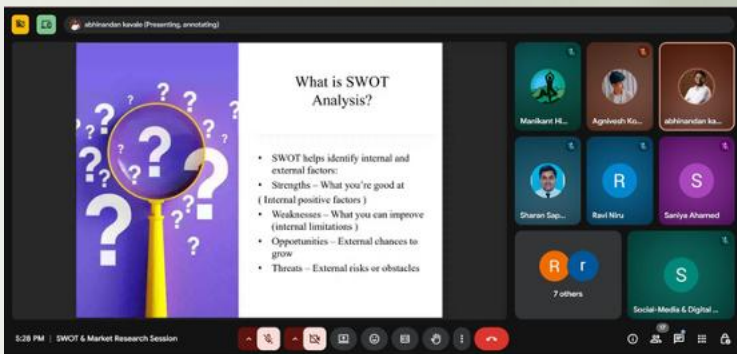 abhinandan kavale (Presenting, annotating)
What is SWOT
Analysis?
• SWOT helps identify internal and
external factors:
• Strengths – What you're good at
( Internal positive factors )
• Weaknesses – What you can improve
(internal limitations )
• Opportunities – External chances to
grow
• Threats – External risks or obstacles
Manikant Hi...
Agnivesh Ko...
abhinandan ka...
R
S
Sharan Sap...
Ravi Niru
Saniya Ahamed
R r
S
7 others
Social-Media & Digital ...
5:28 PM | SWOT & Market Research Session